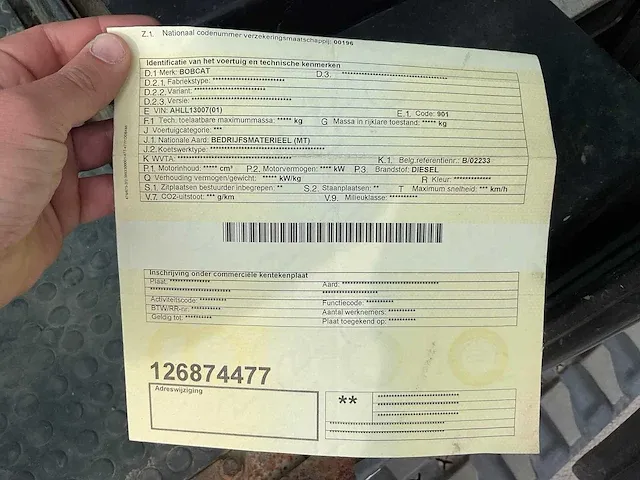 Z.1. Nationaal codenummer verzekeringsmaatschappij: 00196
Identificatie van het voertuig en technische kenmerken
D.1 Merk: BOBCAT D.3. **********************
D.2.1. Fabriekstype: **********************
D.2.2. Variant: **********************
D.2.3. Versie: **********************
E VIN: AHLL13007(01) E.1. Code: 901
F.1 Tech. toelaatbare maximummassa: ***** kg G Massa in rijklare toestand: ***** kg
J Voertuigcategorie: ***
J.1. Nationale Aard: BEDRIJFSMATERIEEL (MT)
J.2. Koetswerktype: **********************
K WVTA: **********************
K.1. Belg.referentienr.: B/02233
P.1. Motorinhoud: ***** cm³ P.2. Motorvermogen: **** kW P.3. Brandstof: DIESEL
Q Verhouding vermogen/gewicht: ***** kW/kg R Kleur: *************
S.1. Zitplaatsen bestuurder inbegrepen: ** S.2. Staanplaatsen: ** T Maximum snelheid: *** km/h
V.7. CO2-uitstoot: *** g/km V.9. Milieuklasse: **********
Inschrijving onder commerciële kentekenplaat
Plaat: **************
Aard: **********************
Activiteitscode: **********
Functiecode: **********
BTW/RR-nr.: ***********
Aantal werknemers: **********
Geldig tot: **********
Plaat toegekend op: **********
126874477
Adreswijziging
**